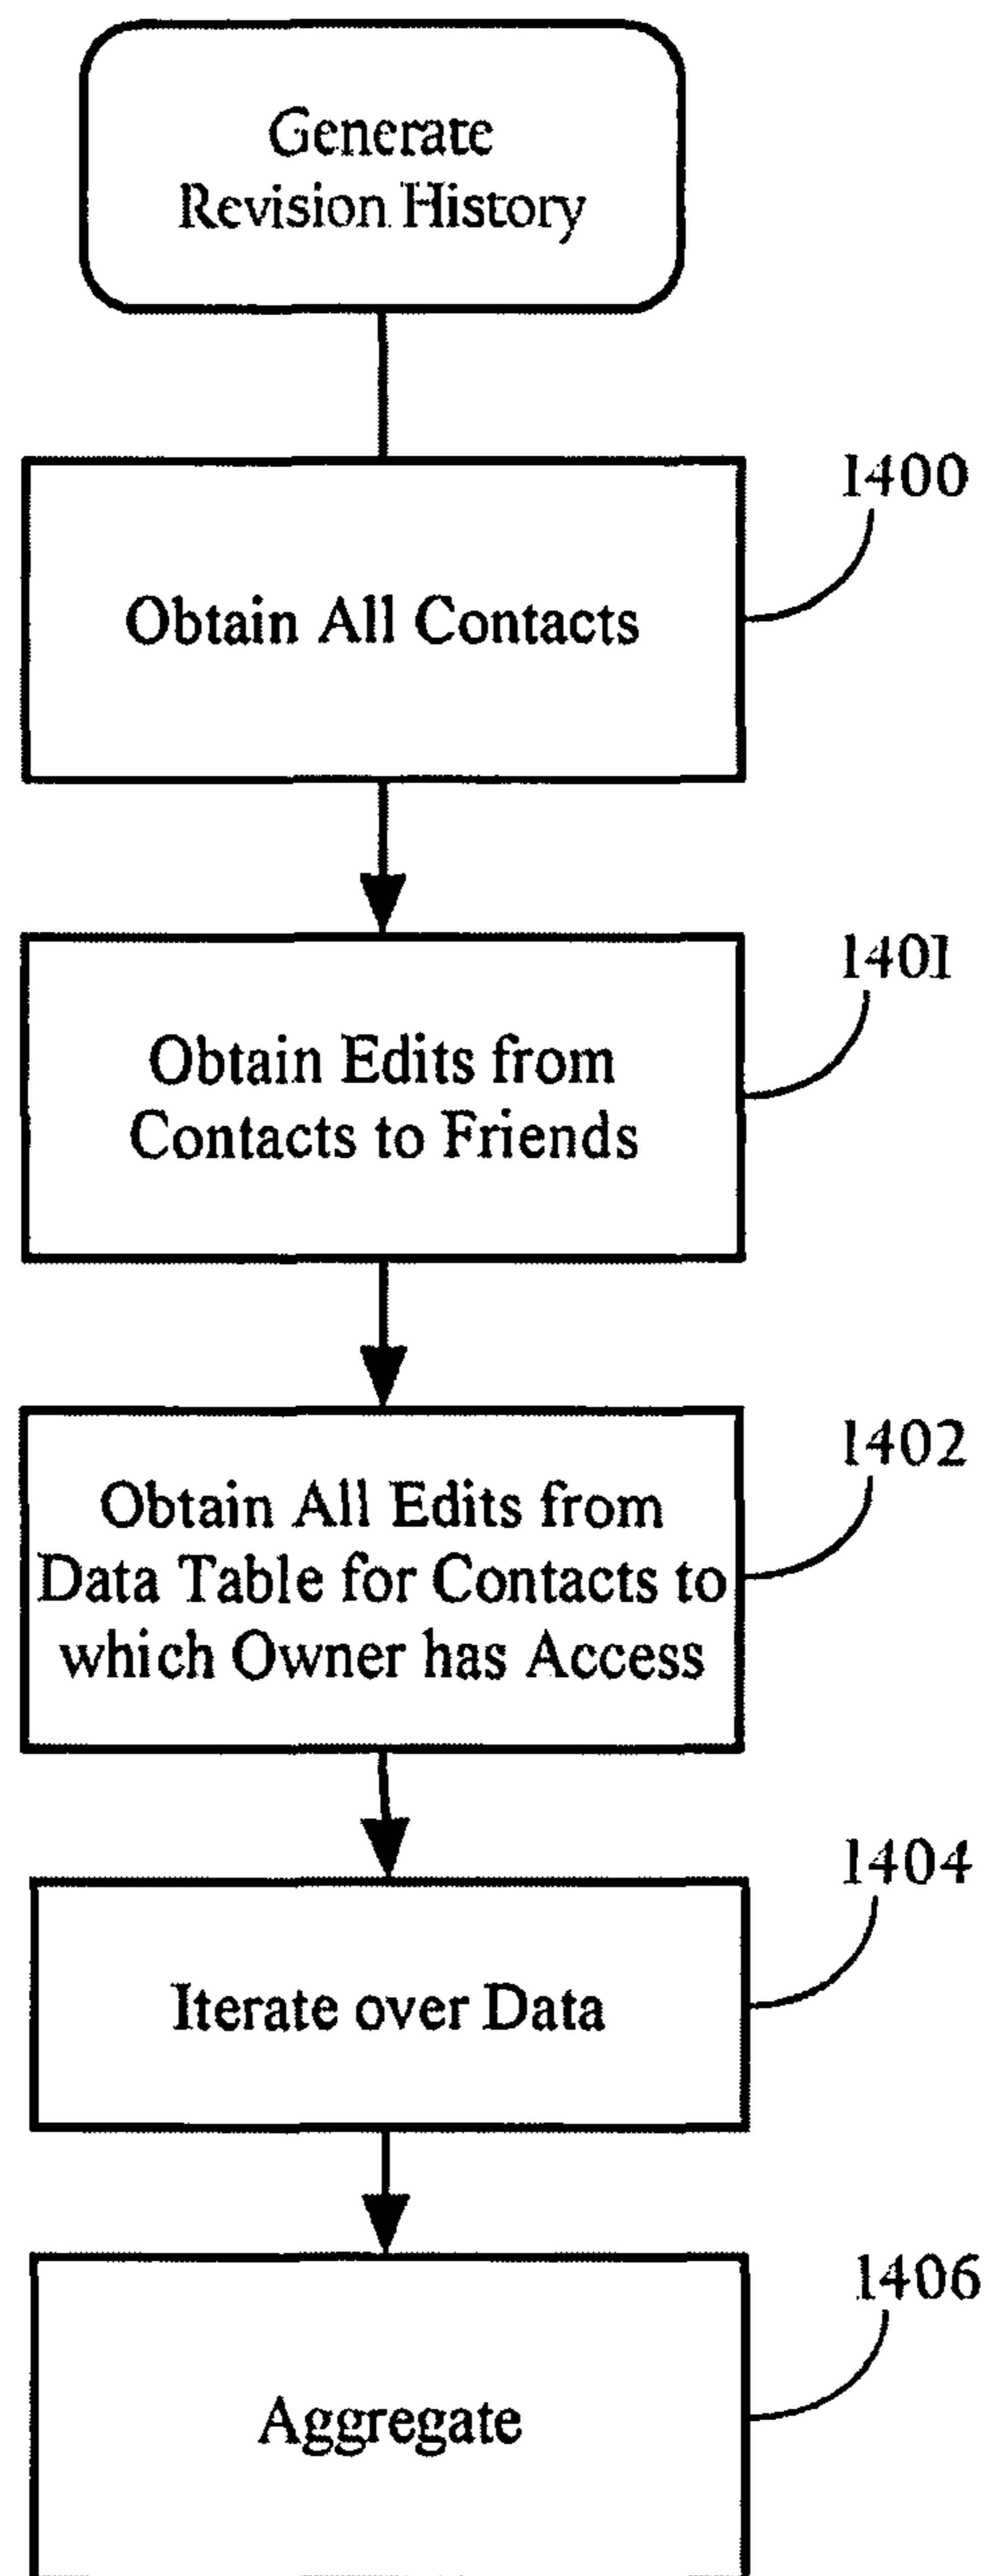 Generate
Revision History
1400
Obtain All Contacts
1401
Obtain Edits from
Contacts to Friends
1402
Obtain All Edits from
Data Table for Contacts to
which Owner has Access
1404
Iterate over Data
1406
Aggregate